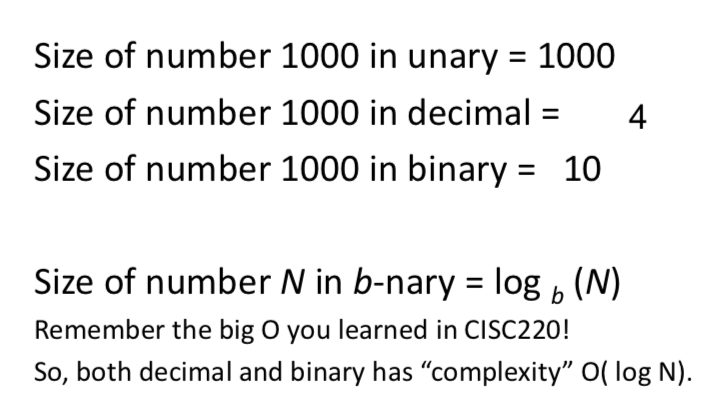 Size of number 1000 in unary = 1000
Size of number 1000 in decimal = 4
Size of number 1000 in binary = 10
Size of number N in b-nary = log b (N)
Remember the big O you learned in CISC220!
So, both decimal and binary has “complexity” O( log N).